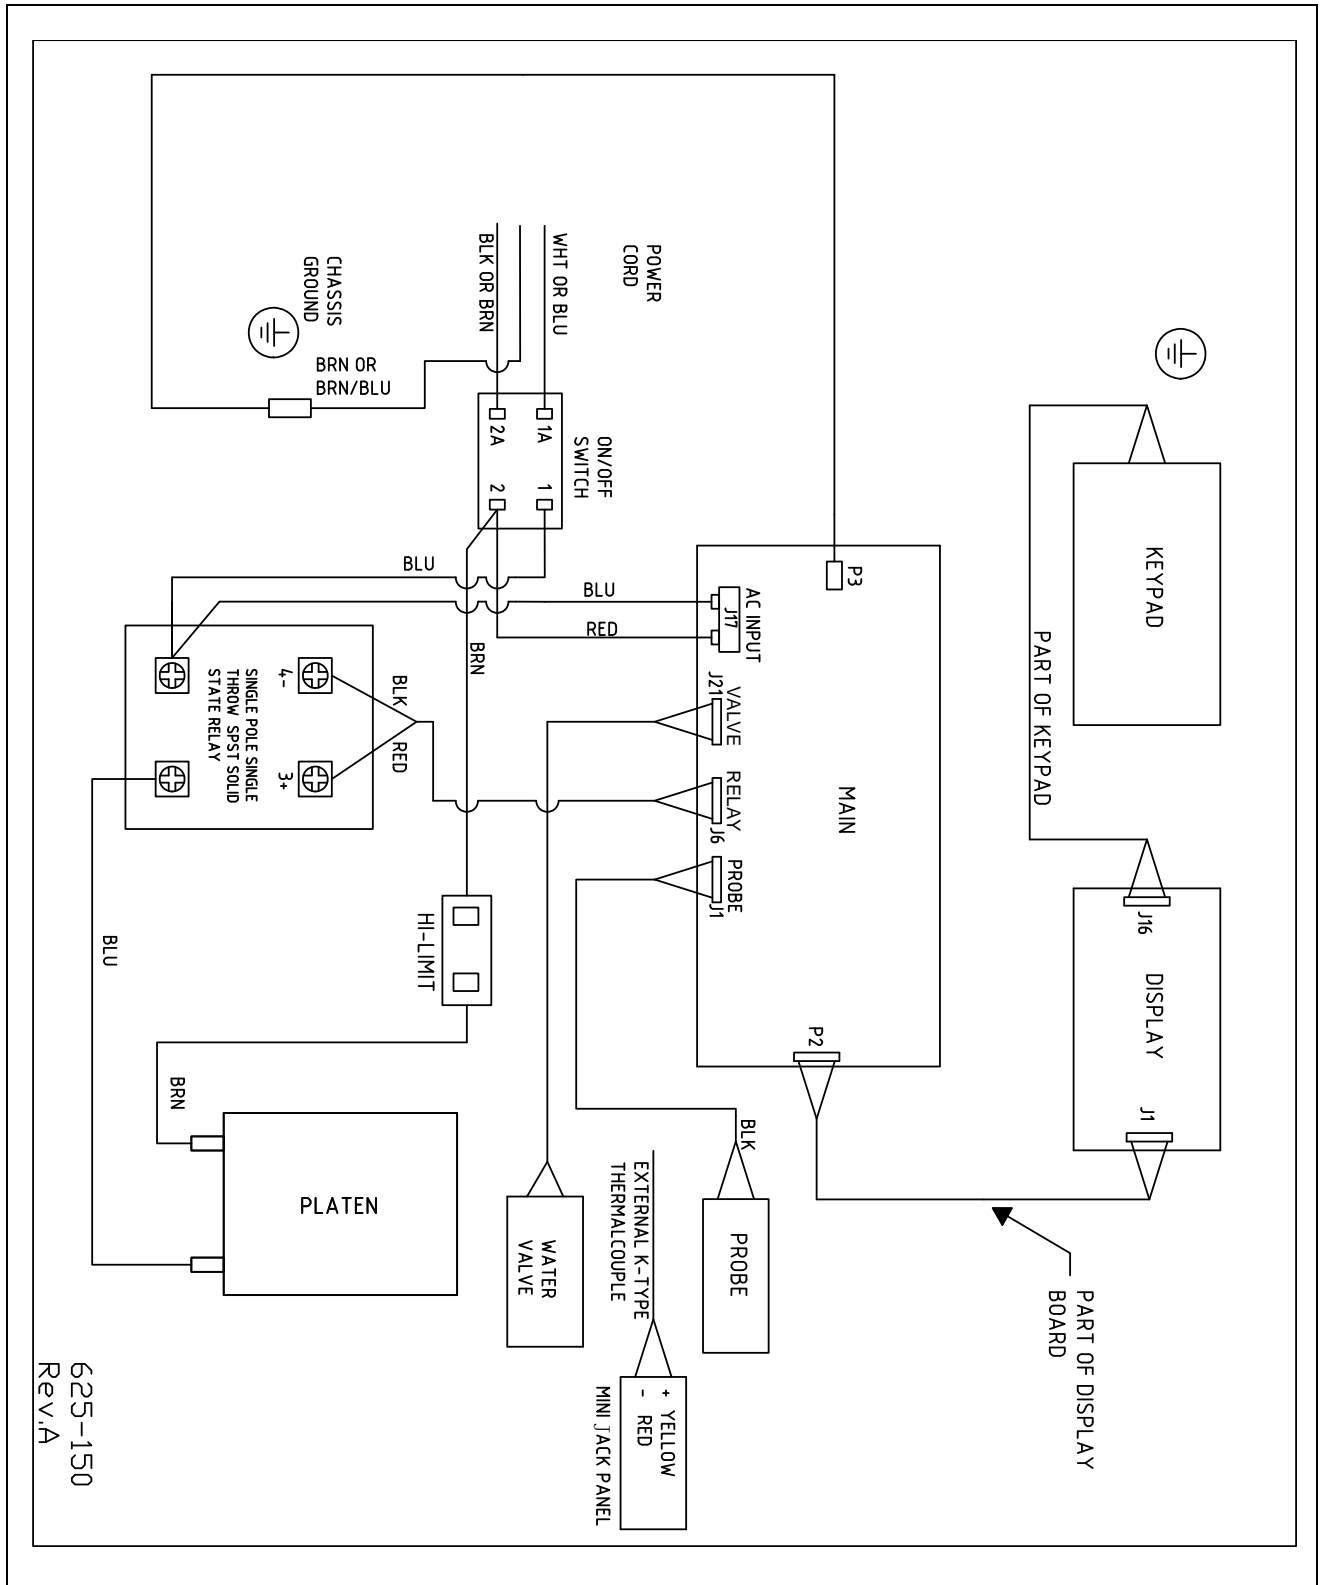 KEYPAD
PART OF KEYPAD
J16
DISPLAY
J1
PART OF DISPLAY
BOARD
POWER
CORD
WHT OR BLU
BLK OR BRN
CHASSIS
GROUND
BRN OR
BRN/BLU
ON/OFF
SWITCH
1A
2A
1
2
P3
MAIN
AC INPUT
J17
VALVE
J21
RELAY
J6
PROBE
J1
P2
BLU
BLU
RED
BRN
BLK
RED
4-
3+
SINGLE POLE SINGLE
THROW SPST SOLID
STATE RELAY
HI-LIMIT
BLU
BRN
PLATEN
WATER
VALVE
BLK
PROBE
EXTERNAL K-TYPE
THERMALCOUPLE
+ YELLOW
- RED
MINI JACK PANEL
625-150
Rev.A